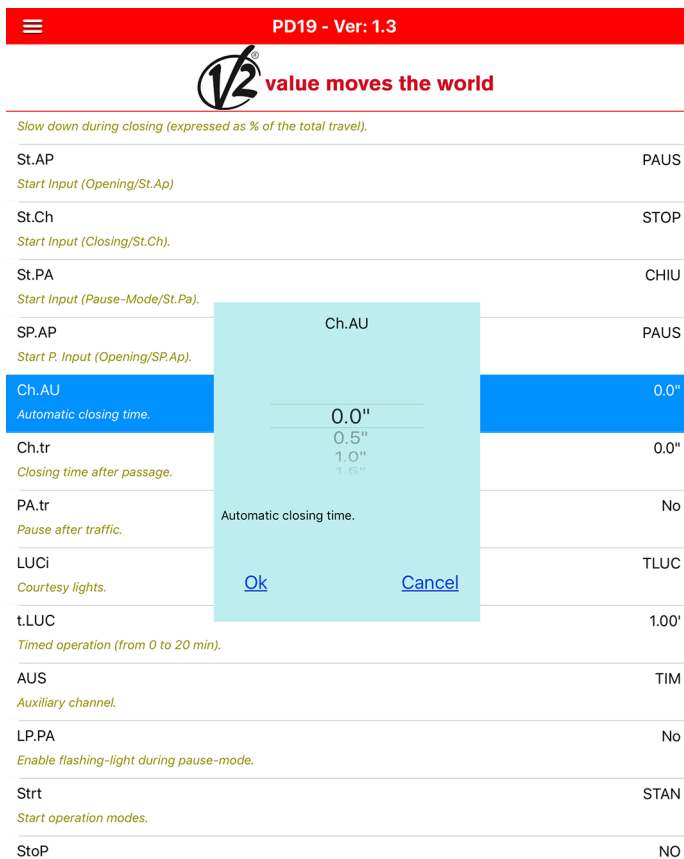 PD19 - Ver: 1.3
V2® value moves the world
Slow down during closing (expressed as % of the total travel).
St.AP PAUS
Start Input (Opening/St.Ap)
St.Ch STOP
Start Input (Closing/St.Ch).
St.PA CHIU
Start Input (Pause-Mode/St.Pa).
SP.AP PAUS
Start P. Input (Opening/SP.Ap).
Ch.AU 0.0"
Automatic closing time.
Ch.tr 0.0"
Closing time after passage.
PA.tr No
Pause after traffic.
LUCi TLUC
Courtesy lights.
t.LUC 1.00'
Timed operation (from 0 to 20 min).
AUS TIM
Auxiliary channel.
LP.PA No
Enable flashing-light during pause-mode.
Strt STAN
Start operation modes.
StoP NO
Ch.AU
0.0"
0.5"
1.0"
1.5"
Automatic closing time.
Ok Cancel